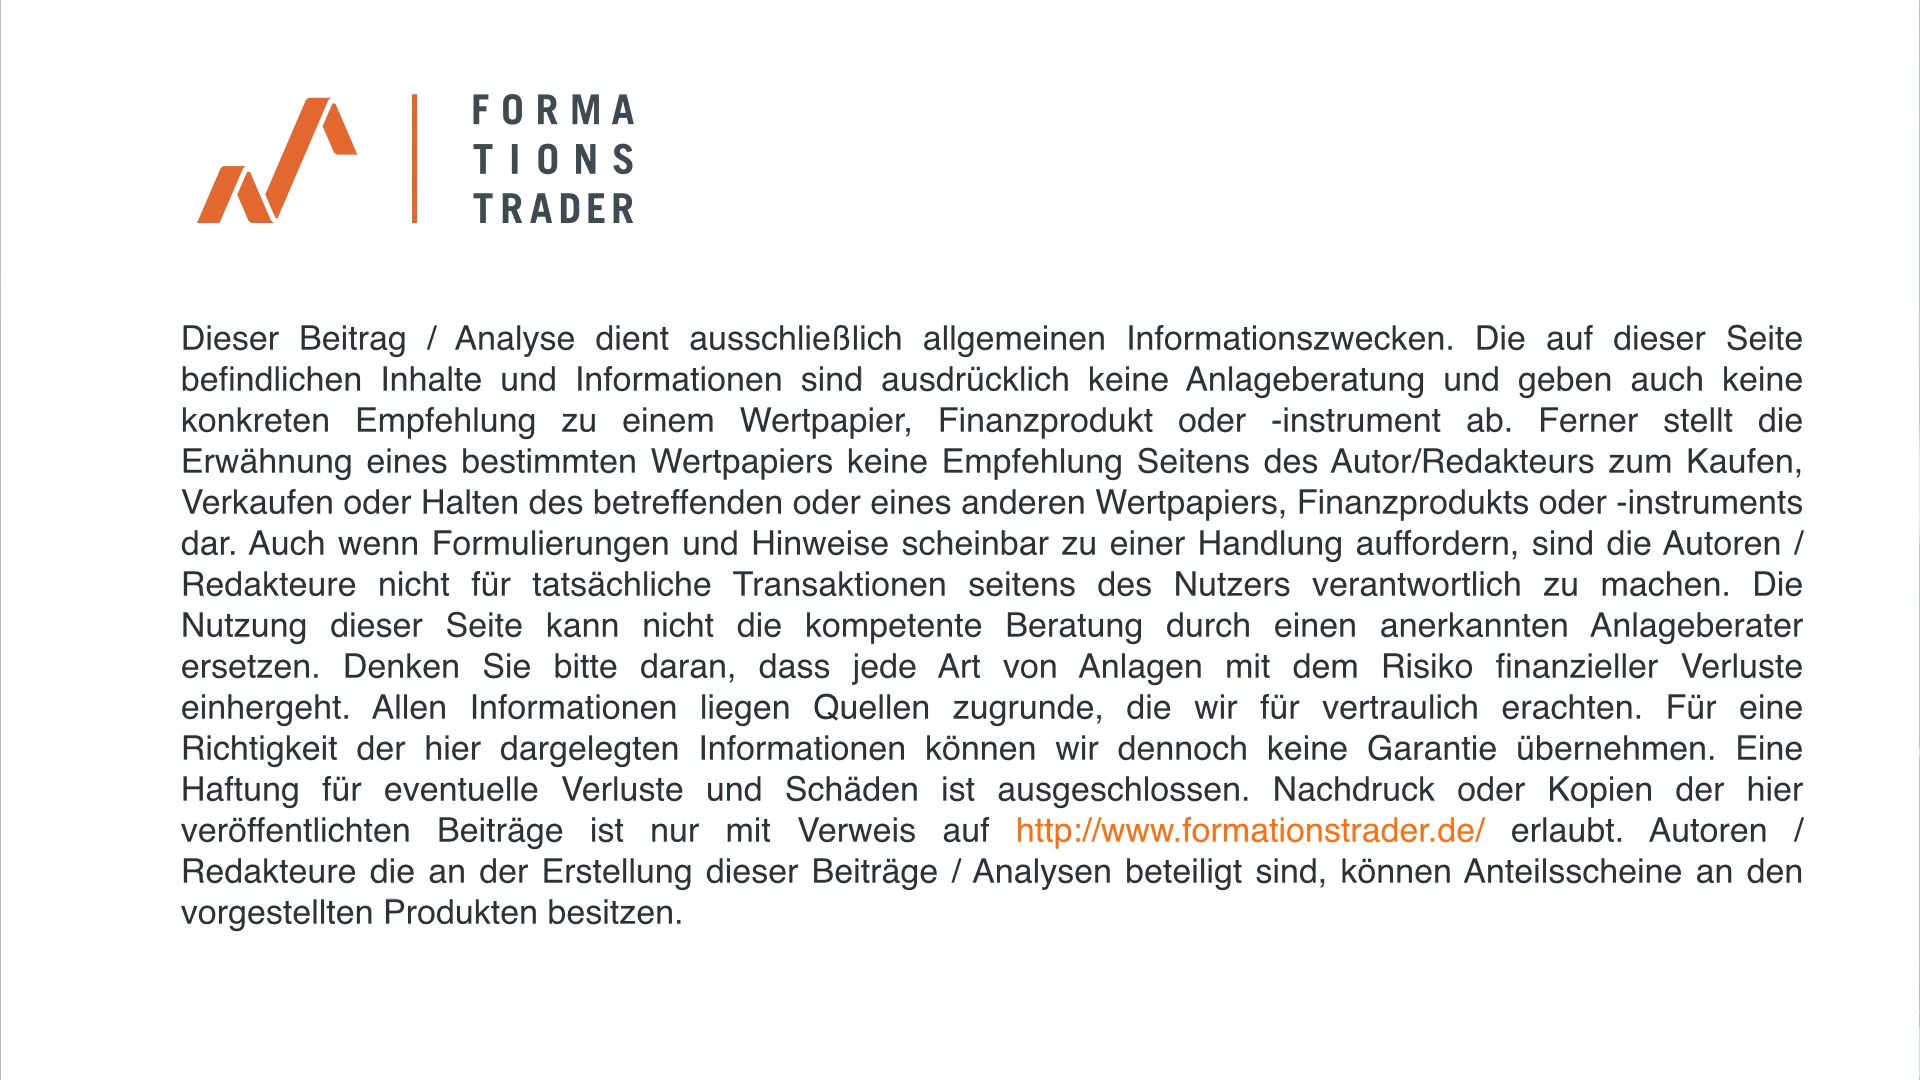 FORMA
TIONS
TRADER
Dieser Beitrag / Analyse dient ausschließlich allgemeinen Informationszwecken. Die auf dieser Seite
befindlichen Inhalte und Informationen sind ausdrücklich keine Anlageberatung und geben auch keine
konkreten Empfehlung zu einem Wertpapier, Finanzprodukt oder -instrument ab. Ferner stellt die
Erwähnung eines bestimmten Wertpapiers keine Empfehlung Seitens des Autor/Redakteurs zum Kaufen,
Verkaufen oder Halten des betreffenden oder eines anderen Wertpapiers, Finanzprodukts oder -instruments
dar. Auch wenn Formulierungen und Hinweise scheinbar zu einer Handlung auffordern, sind die Autoren /
Redakteure nicht für tatsächliche Transaktionen seitens des Nutzers verantwortlich zu machen. Die
Nutzung dieser Seite kann nicht die kompetente Beratung durch einen anerkannten Anlageberater
ersetzen. Denken Sie bitte daran, dass jede Art von Anlagen mit dem Risiko finanzieller Verluste
einhergeht. Allen Informationen liegen Quellen zugrunde, die wir für vertraulich erachten. Für eine
Richtigkeit der hier dargelegten Informationen können wir dennoch keine Garantie übernehmen. Eine
Haftung für eventuelle Verluste und Schäden ist ausgeschlossen. Nachdruck oder Kopien der hier
veröffentlichten Beiträge ist nur mit Verweis auf http://www.formationstrader.de/ erlaubt. Autoren /
Redakteure die an der Erstellung dieser Beiträge / Analysen beteiligt sind, können Anteilsscheine an den
vorgestellten Produkten besitzen.